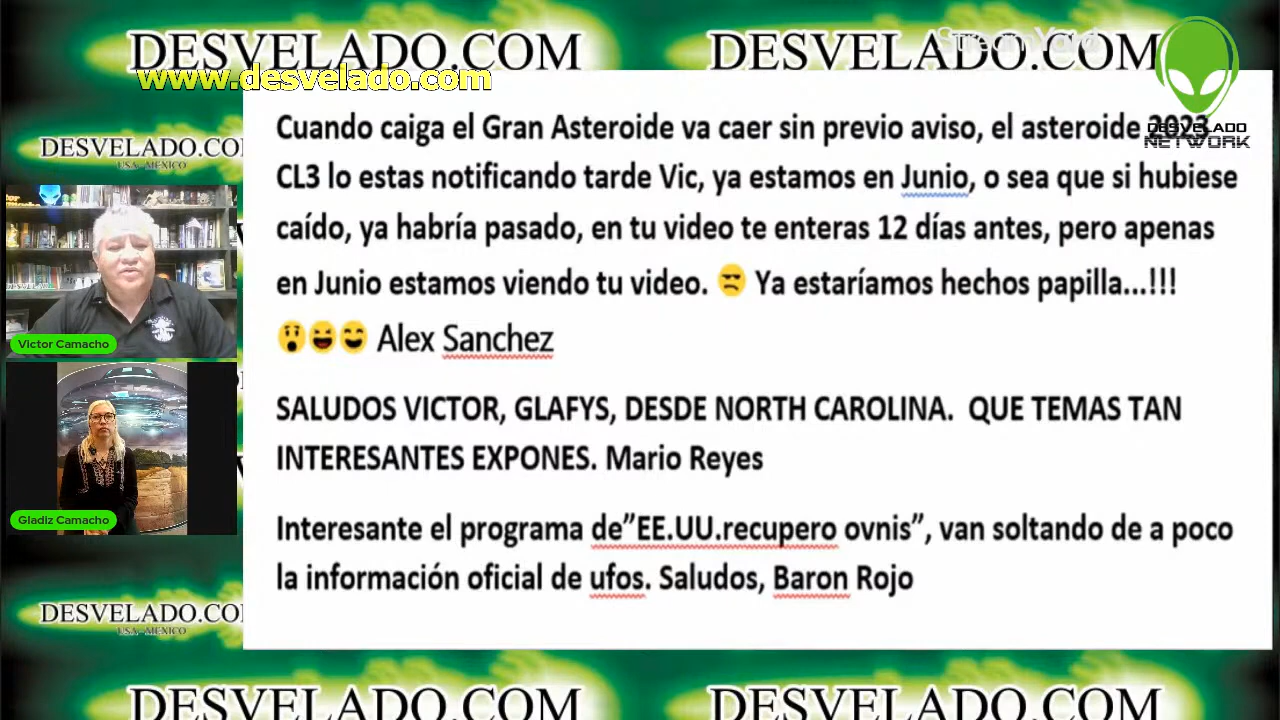 DESVELADO.COM
DESVELADO.COM
StreamYard
www.desvelado.com
DESVELADO
NETWORK
DESVELADO.CO
USA - MEXICO
Cuando caiga el Gran Asteroide va caer sin previo aviso, el asteroide 2023
CL3 lo estas notificando tarde Vic, ya estamos en Junio, o sea que si hubiese
caído, ya habría pasado, en tu video te enteras 12 días antes, pero apenas
en Junio estamos viendo tu video. 😒 Ya estaríamos hechos papilla...!!!
😲😆😄 Alex Sanchez
SALUDOS VICTOR, GLAFYS, DESDE NORTH CAROLINA. QUE TEMAS TAN
INTERESANTES EXPONES. Mario Reyes
Interesante el programa de”EE.UU.recupero ovnis”, van soltando de a poco
la información oficial de ufos. Saludos, Baron Rojo
Victor Camacho
Gladiz Camacho
DESVELADO.CO
USA - MEXICO
DESVELADO.COM
DESVELADO.COM